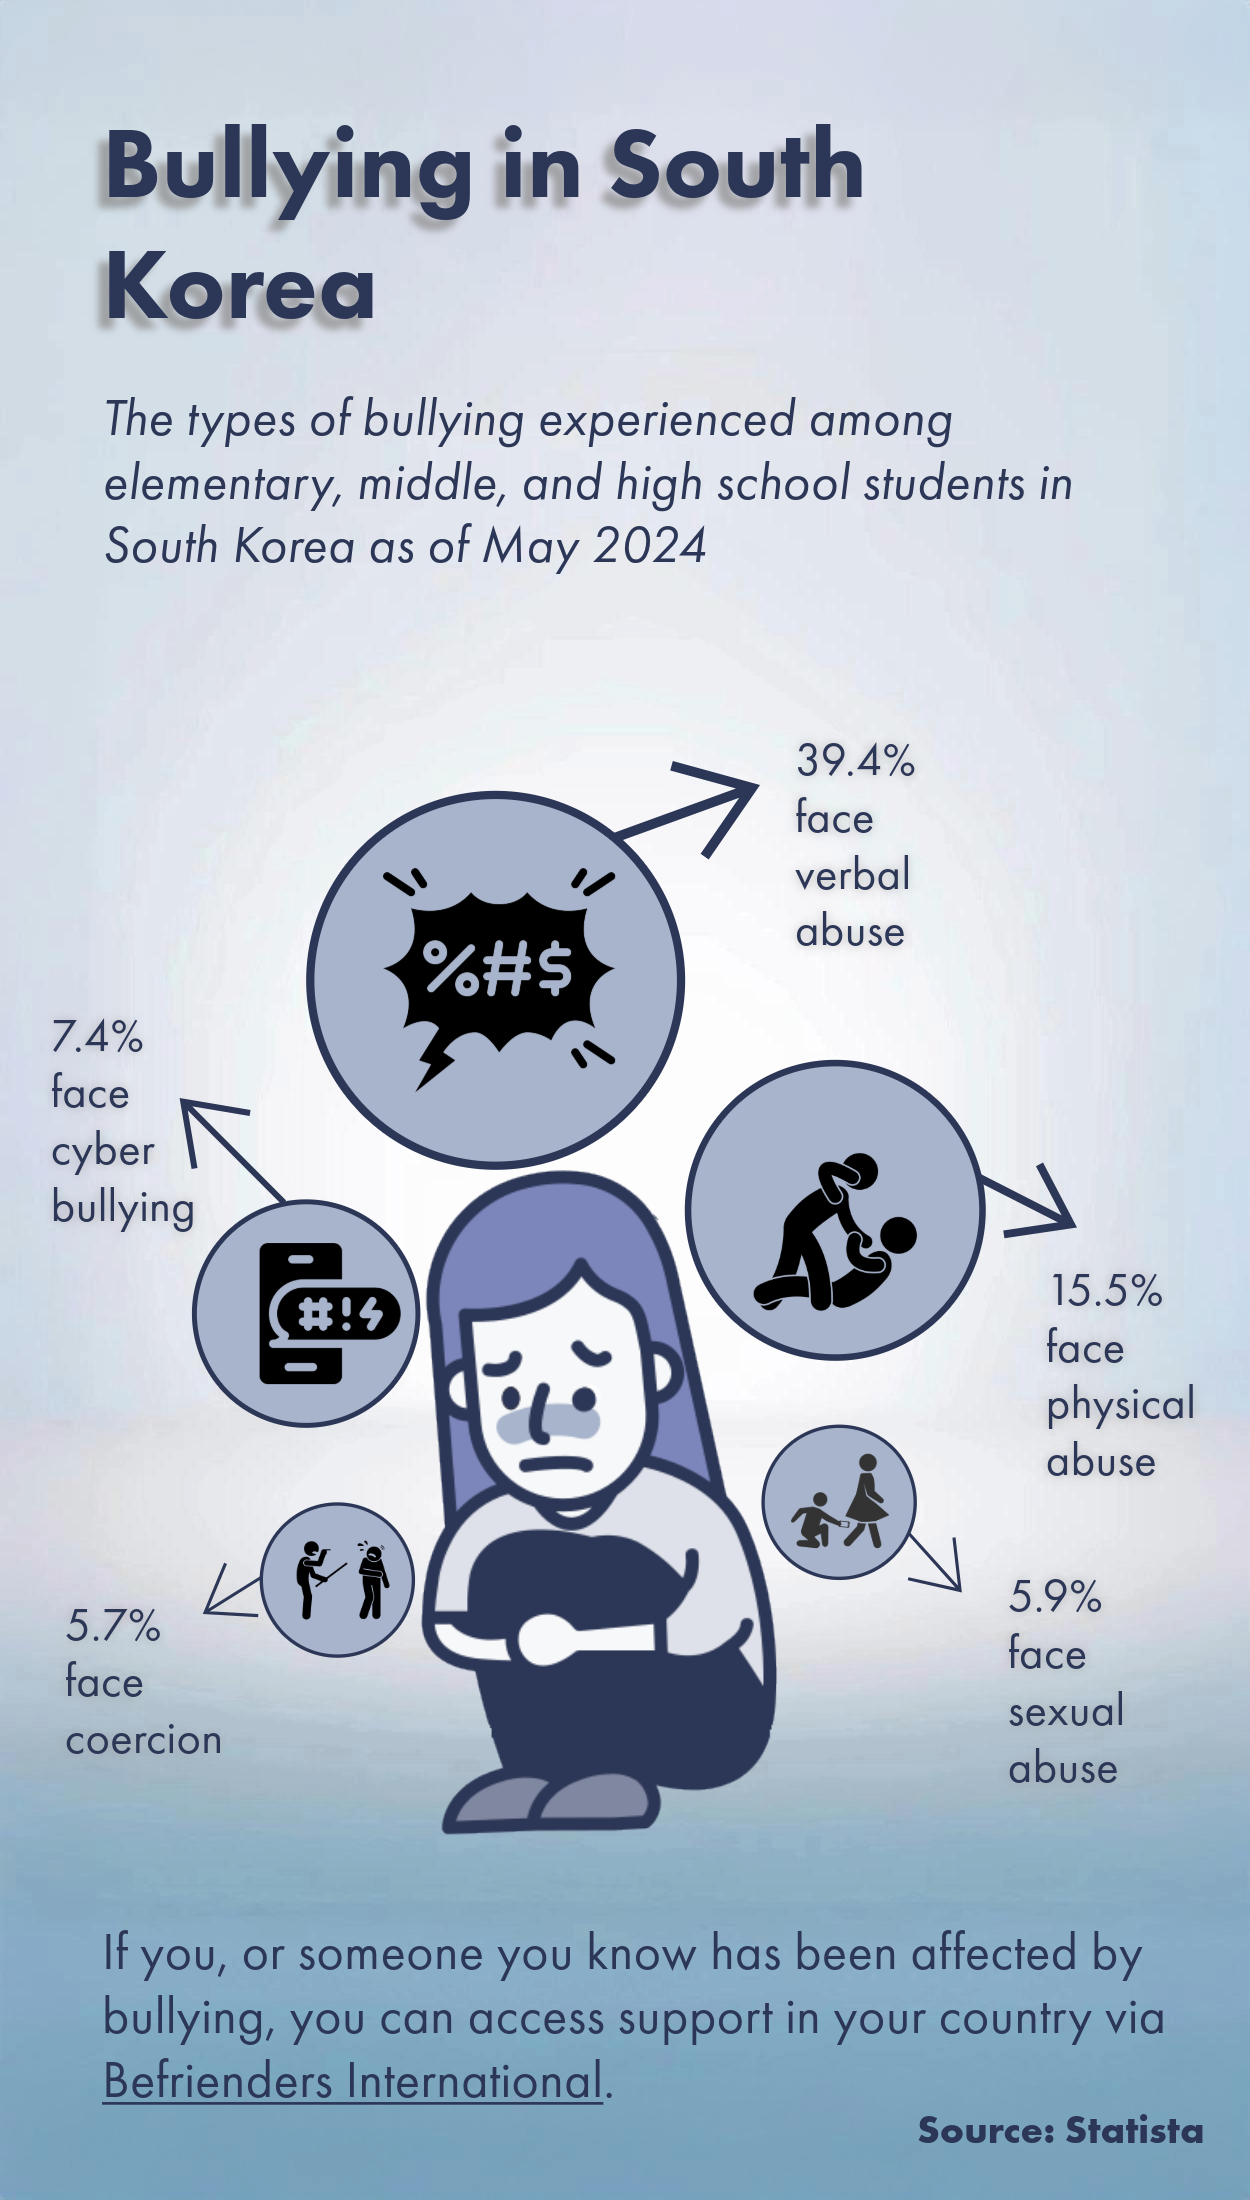 Bullying in South
Korea
The types of bullying experienced among
elementary, middle, and high school students in
South Korea as of May 2024
39.4%
face
verbal
abuse
%#$
7.4%
face
cyber
bullying
#!
15.5%
face
physical
abuse
5.9%
face
sexual
abuse
5.7%
face
coercion
If you, or someone you know has been affected by
bullying, you can access support in your country via
Befrienders International.
Source: Statista